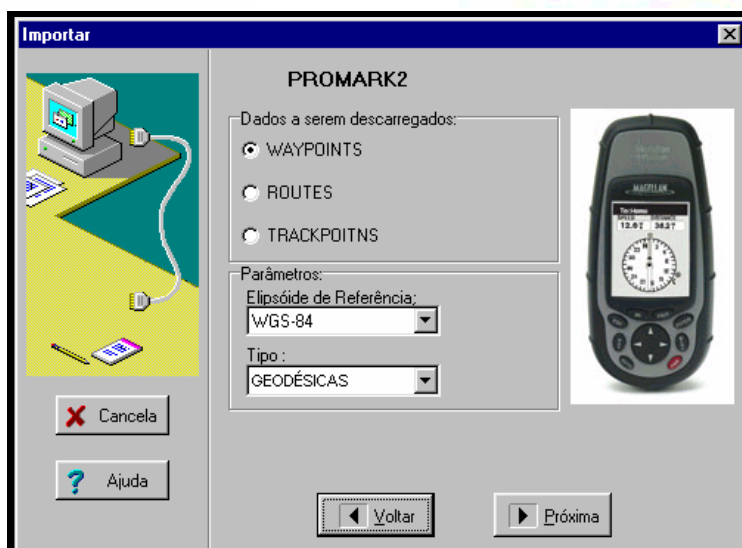 Importar
PROMARK2
Dados a serem descarregados:
WAYPOINTS
ROUTES
TRACKPOITNS
Parâmetros:
Elipsóide de Referência;
WGS-84
Tipo :
GEODÉSICAS
Cancela
Ajuda
Voltar
Próxima
MAGELLAN